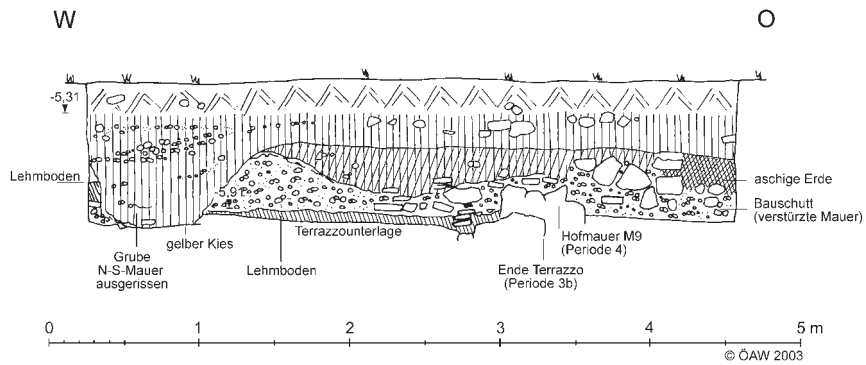 W O
-5,31
Lehmboden
-5,91
aschige Erde
Bauschutt
(verstürzte Mauer)
gelber Kies
Terrazzounterlage
Hofmauer M9
(Periode 4)
Grube
N-S-Mauer
ausgerissen
Lehmboden
Ende Terrazzo
(Periode 3b)
0 1 2 3 4 5 m
© ÖAW 2003